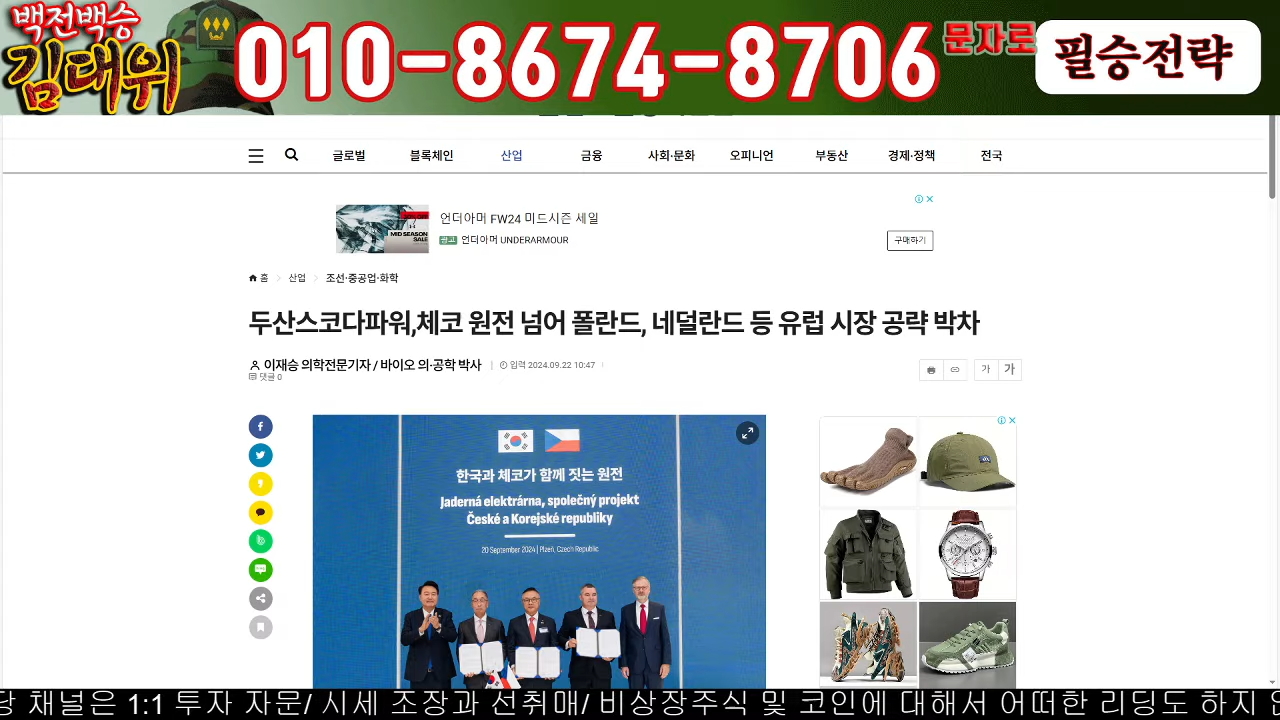 백전백승
김대위
010-8674-8706
문자로
필승전략
글로벌 블록체인 산업 금융 사회·문화 오피니언 부동산 경제·정책 전국
언더아머 FW24 미드시즌 세일
광고 언더아머 UNDERARMOUR
구매하기
MID SEASON
SALE
홈 산업 조선·중공업·화학
두산스코다파워,체코 원전 넘어 폴란드, 네덜란드 등 유럽 시장 공략 박차
이재승 의학전문기자 / 바이오 의·공학 박사 입력 2024.09.22 10:47
댓글 0
가 가
한국과 체코가 함께 짓는 원전
Jaderná elektrárna, společný projekt
České a Korejské republiky
20 September 2024 | Plzeň, Czech Republic
당 채널은 1:1 투자 자문/ 시세 조장과 선취매/ 비상장주식 및 코인에 대해서 어떠한 리딩도 하지